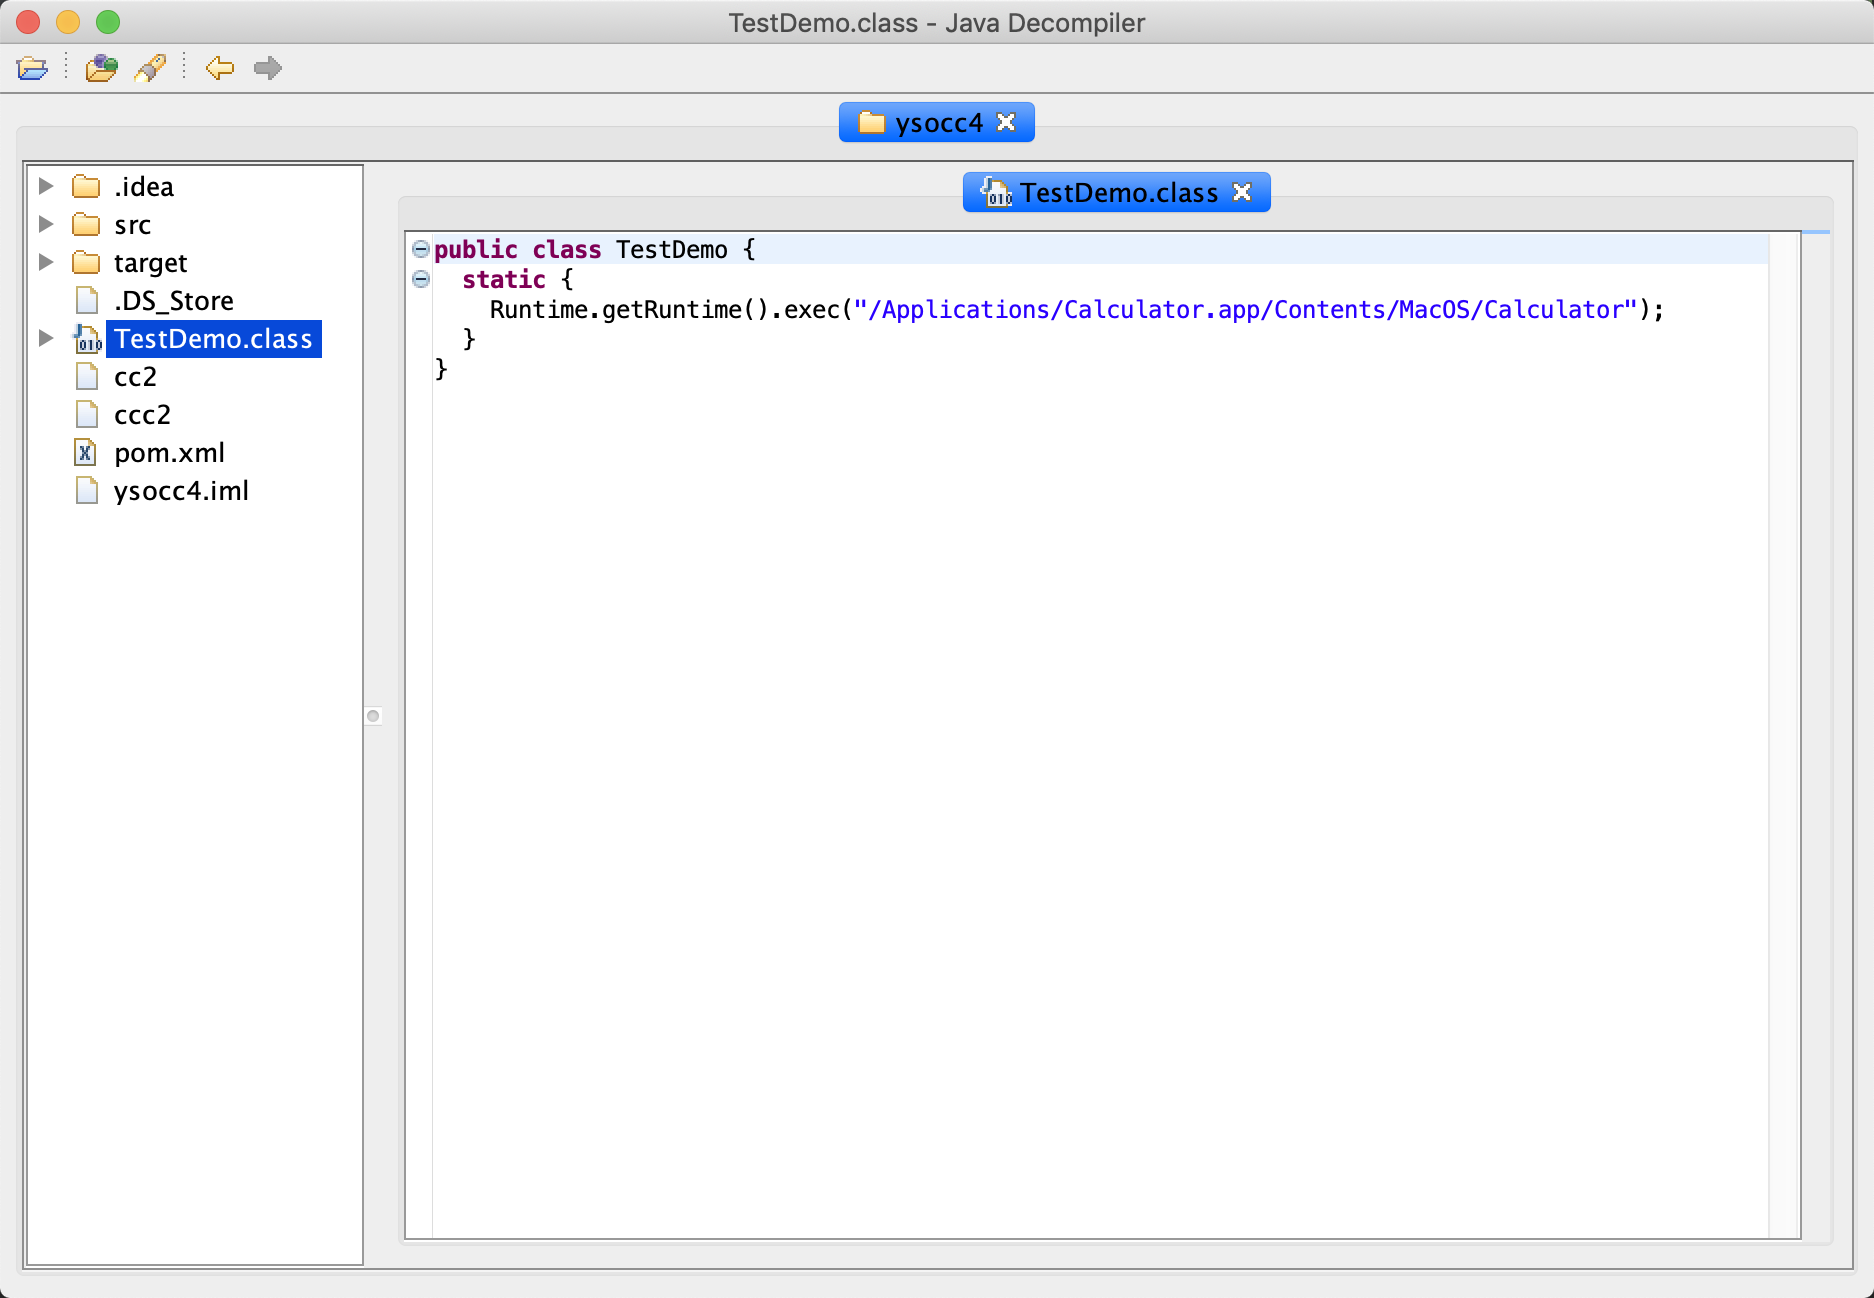 TestDemo.class - Java Decompiler
ysocc4
.idea
src
target
.DS_Store
TestDemo.class
cc2
ccc2
pom.xml
ysocc4.iml
TestDemo.class
public class TestDemo {
static {
Runtime.getRuntime().exec("/Applications/Calculator.app/Contents/MacOS/Calculator");
}
}